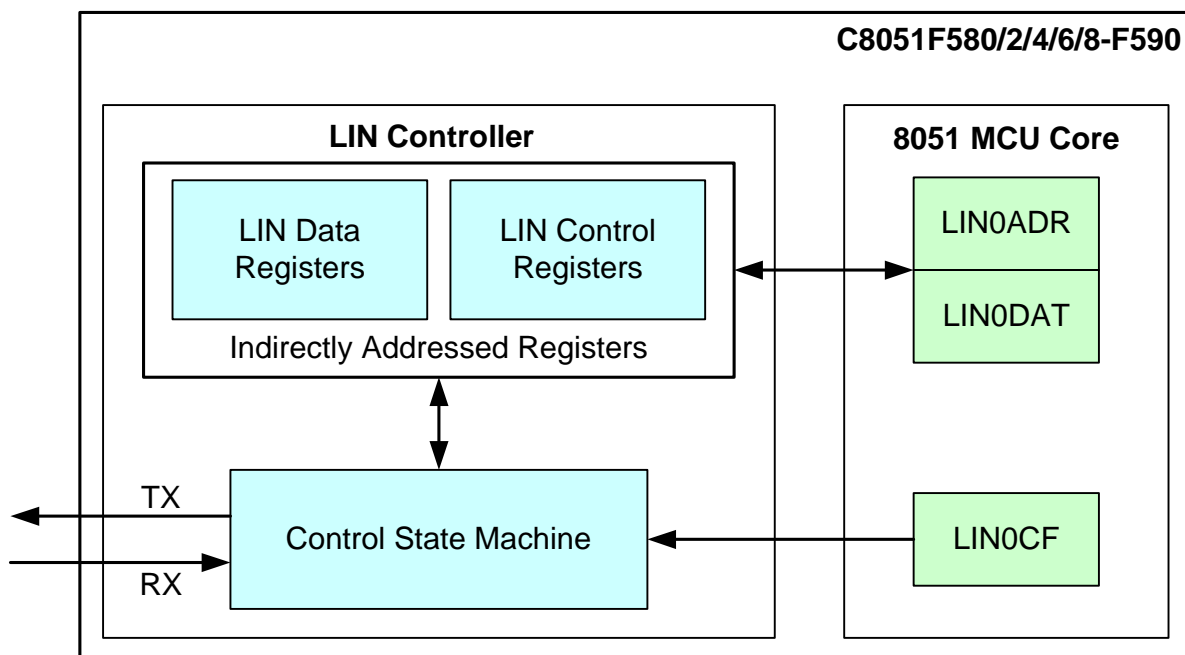 C8051F580/2/4/6/8-F590
LIN Controller
8051 MCU Core
LIN Data
Registers
LIN Control
Registers
Indirectly Addressed Registers
LIN0ADR
LIN0DAT
TX
RX
Control State Machine
LIN0CF